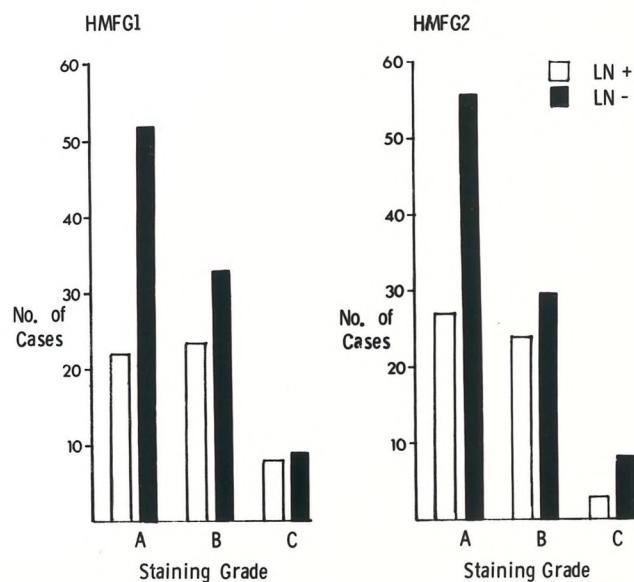 HMFG1
60
50
40
30
No. of
Cases
20
10
A B C
Staining Grade
HMFG2
LN +
LN -
60
50
40
30
No. of
Cases
20
10
A B C
Staining Grade